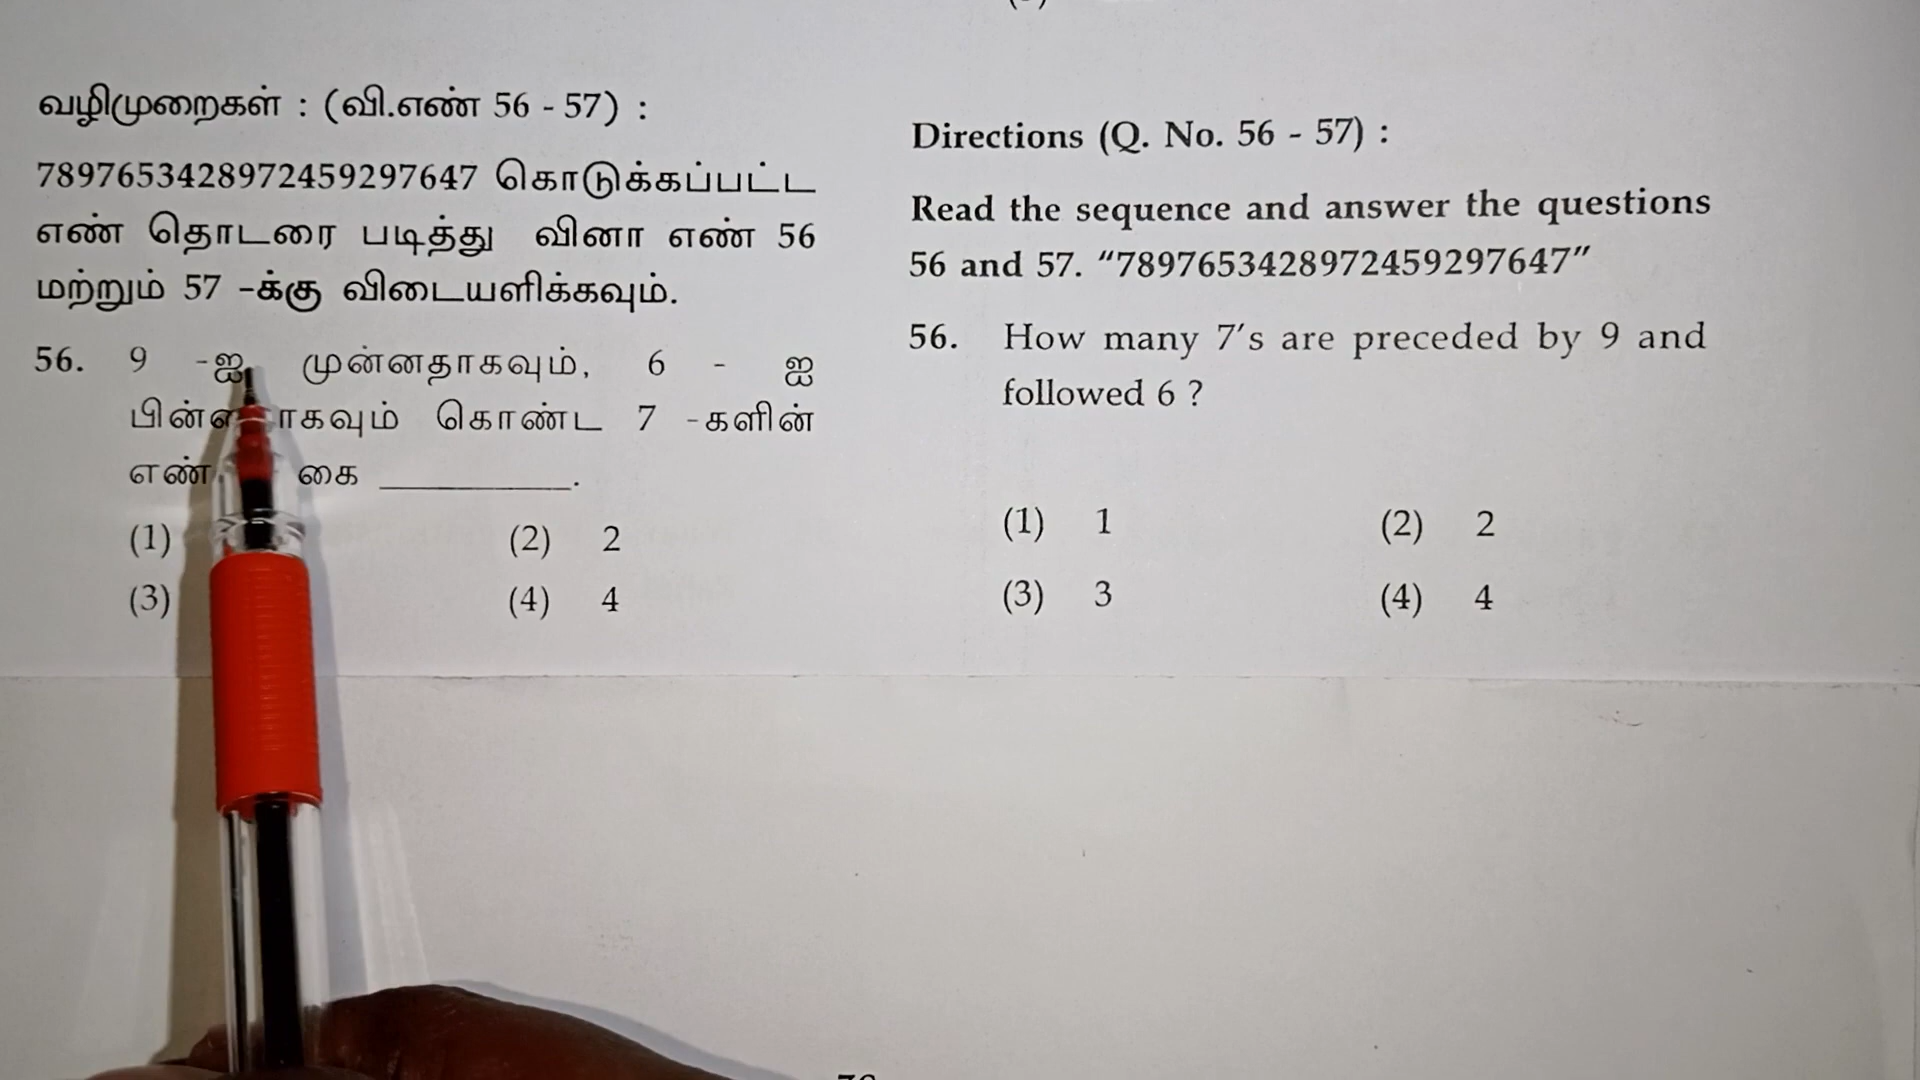 வழிமுறைகள் : (வி.எண் 56 - 57) :
7897653428972459297647 கொடுக்கப்பட்ட
எண் தொடரை படித்து வினா எண் 56
மற்றும் 57 -க்கு விடையளிக்கவும்.
56. 9 -ஐ முன்னதாகவும், 6 - ஐ
கொண்ட 7 -களின்
(1) (2) 2
(3) (4) 4
Directions (Q. No. 56 - 57) :
Read the sequence and answer the questions
56 and 57. “7897653428972459297647”
56. How many 7's are preceded by 9 and
followed 6 ?
(1) 1 (2) 2
(3) 3 (4) 4